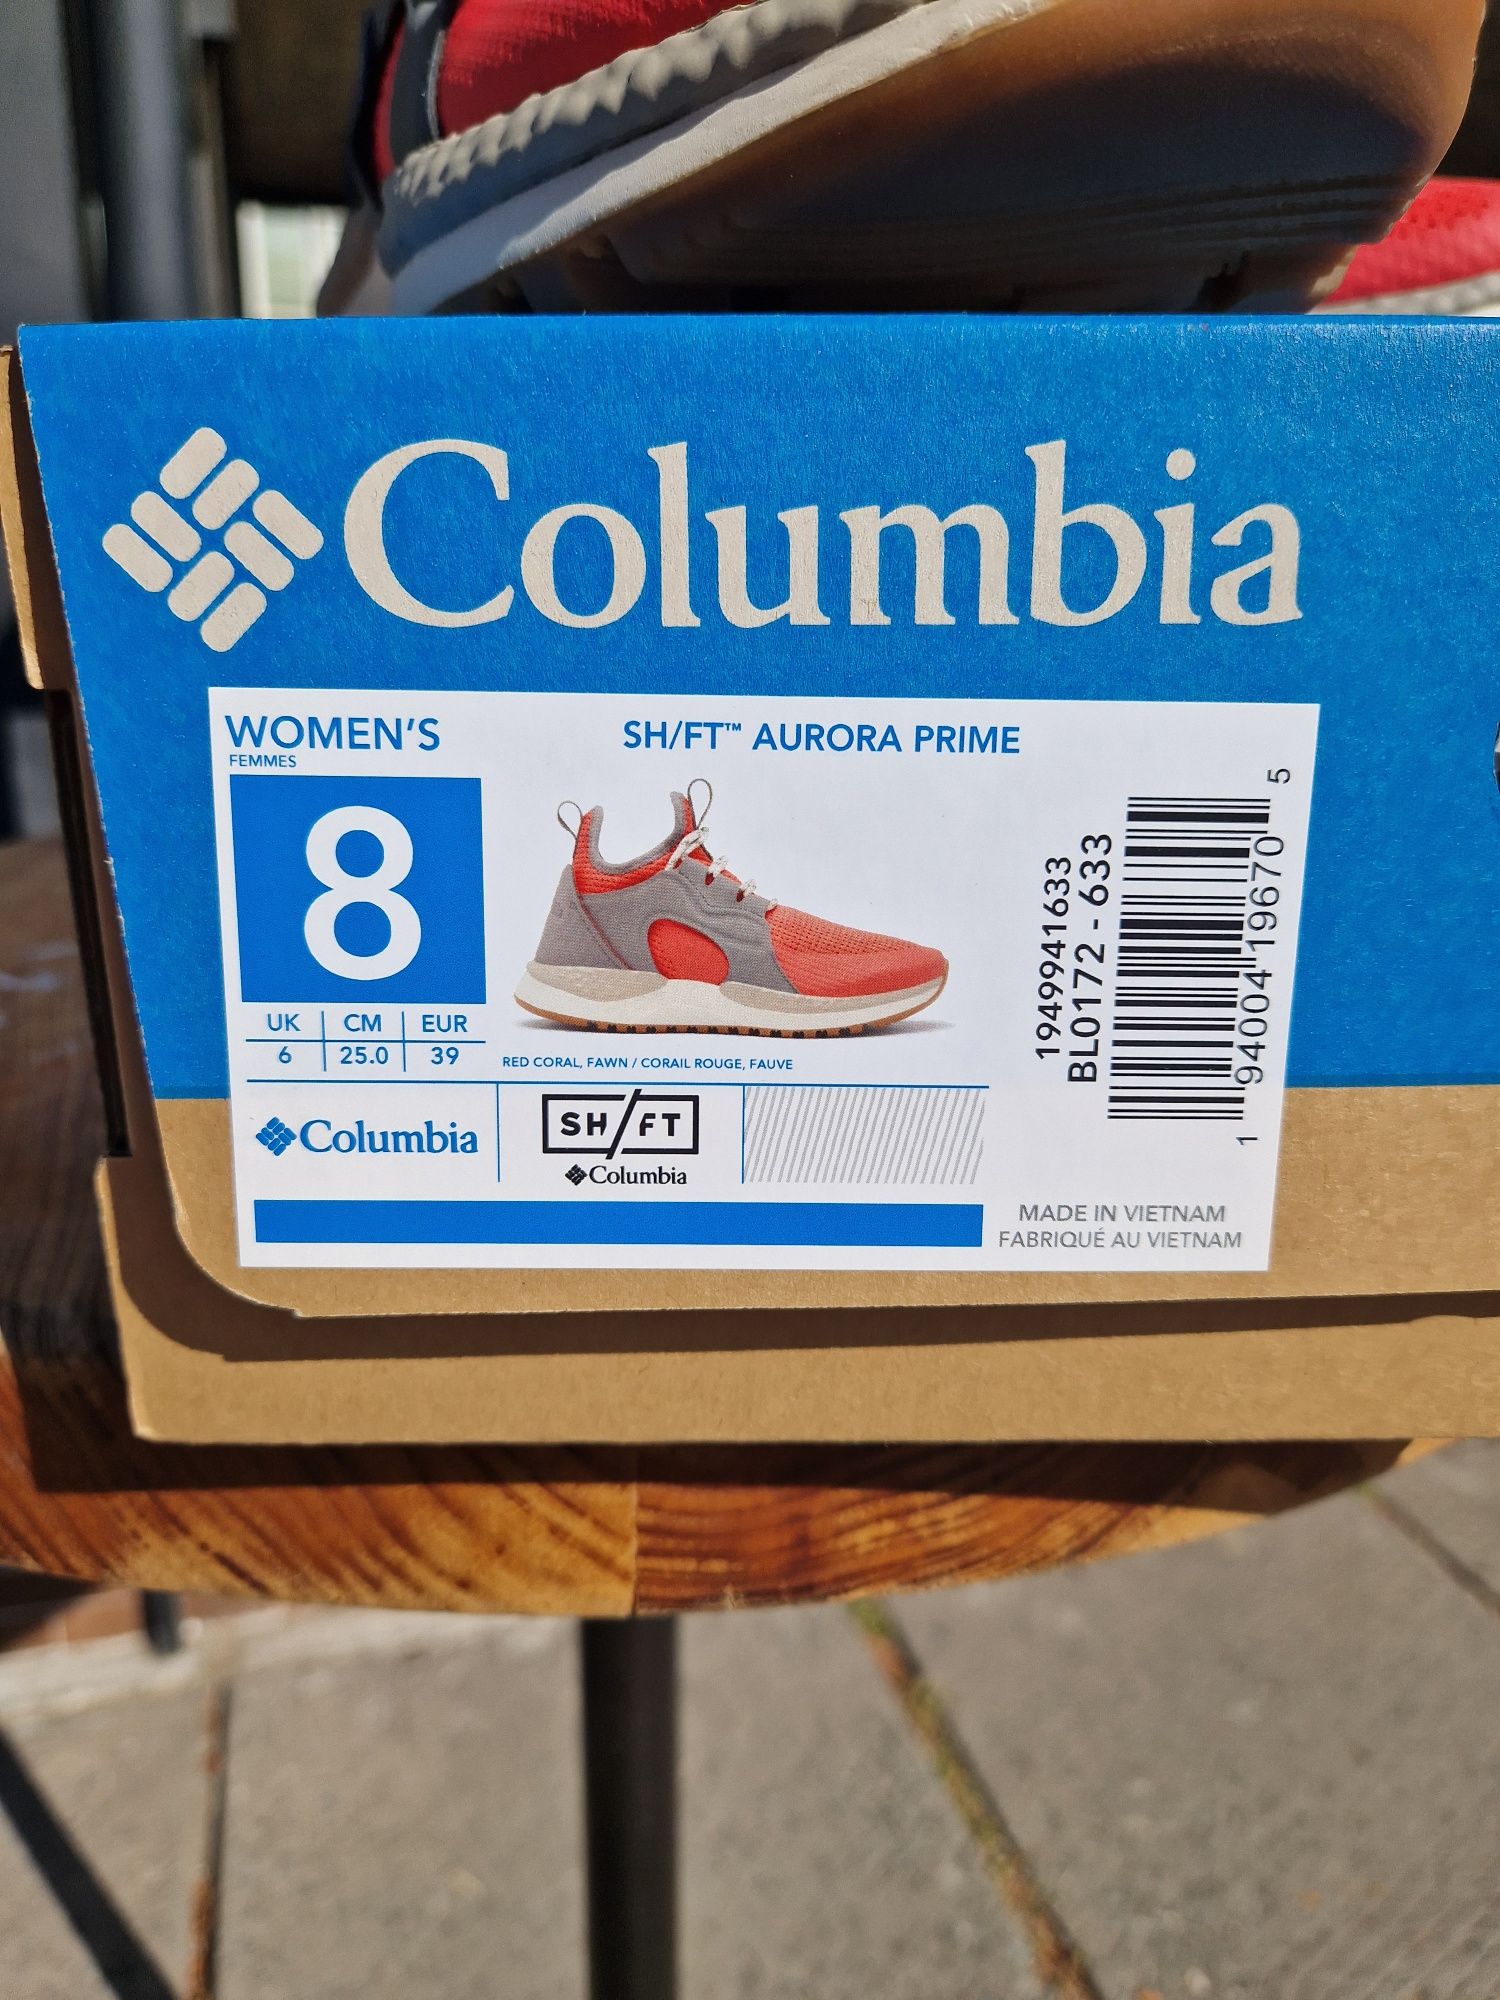 Columbia
WOMEN'S
FEMMES
SH/FT™ AURORA PRIME
8
UK CM EUR
6 25.0 39
RED CORAL, FAWN / CORAIL ROUGE, FAUVE
1949941633
BL0172 - 633
1 94004 19670 5
Columbia
SH/FT
Columbia
MADE IN VIETNAM
FABRIQUÉ AU VIETNAM